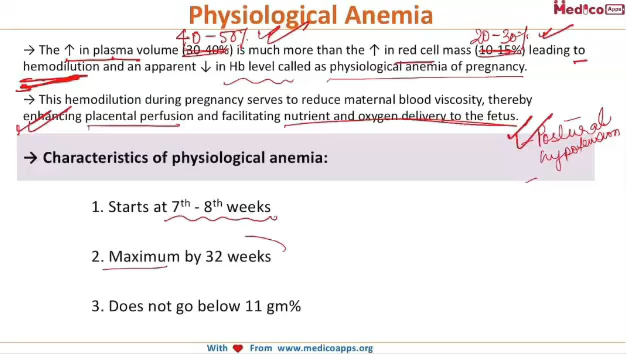 Physiological Anemia
Medico Apps
40-50%
20-30%
→ The ↑ in plasma volume (30-40%) is much more than the ↑ in red cell mass (10-15%) leading to
hemodilution and an apparent ↓ in Hb level called as physiological anemia of pregnancy.
→ This hemodilution during pregnancy serves to reduce maternal blood viscosity, thereby
enhancing placental perfusion and facilitating nutrient and oxygen delivery to the fetus.
Postural
hypotension
→ Characteristics of physiological anemia:
1. Starts at 7th - 8th weeks
2. Maximum by 32 weeks
3. Does not go below 11 gm%
With ❤ From www.medicoapps.org